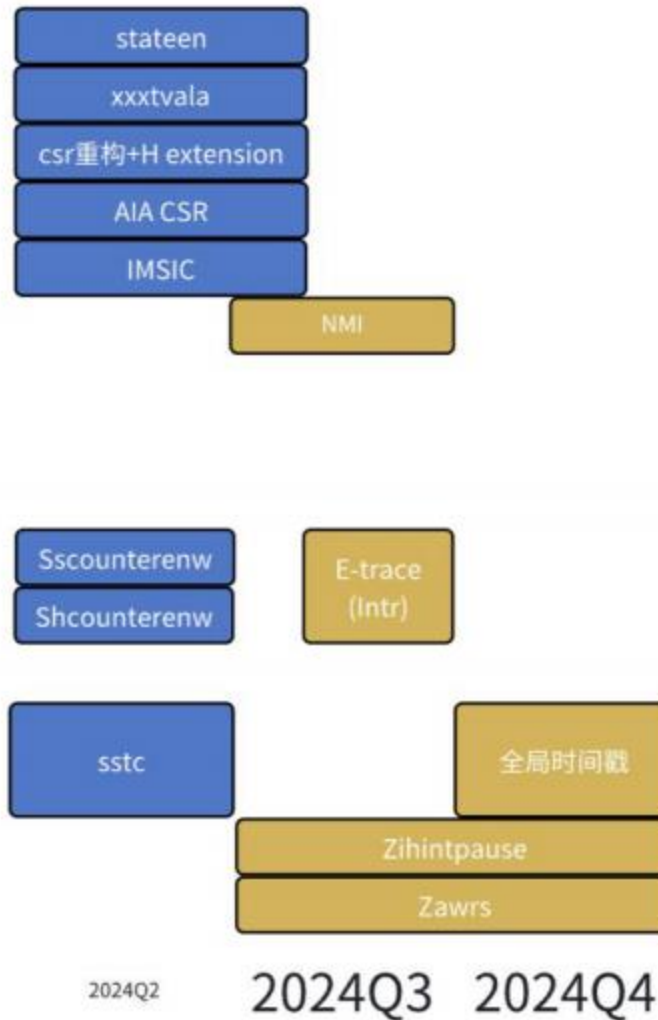 stateen
xxxtvala
csr重构+H extension
AIA CSR
IMSIC
NMI
Sscounterenw
Shcounterenw
E-trace
(Intr)
sstc
全局时间戳
Zihintpause
Zawrs
2024Q2
2024Q3
2024Q4